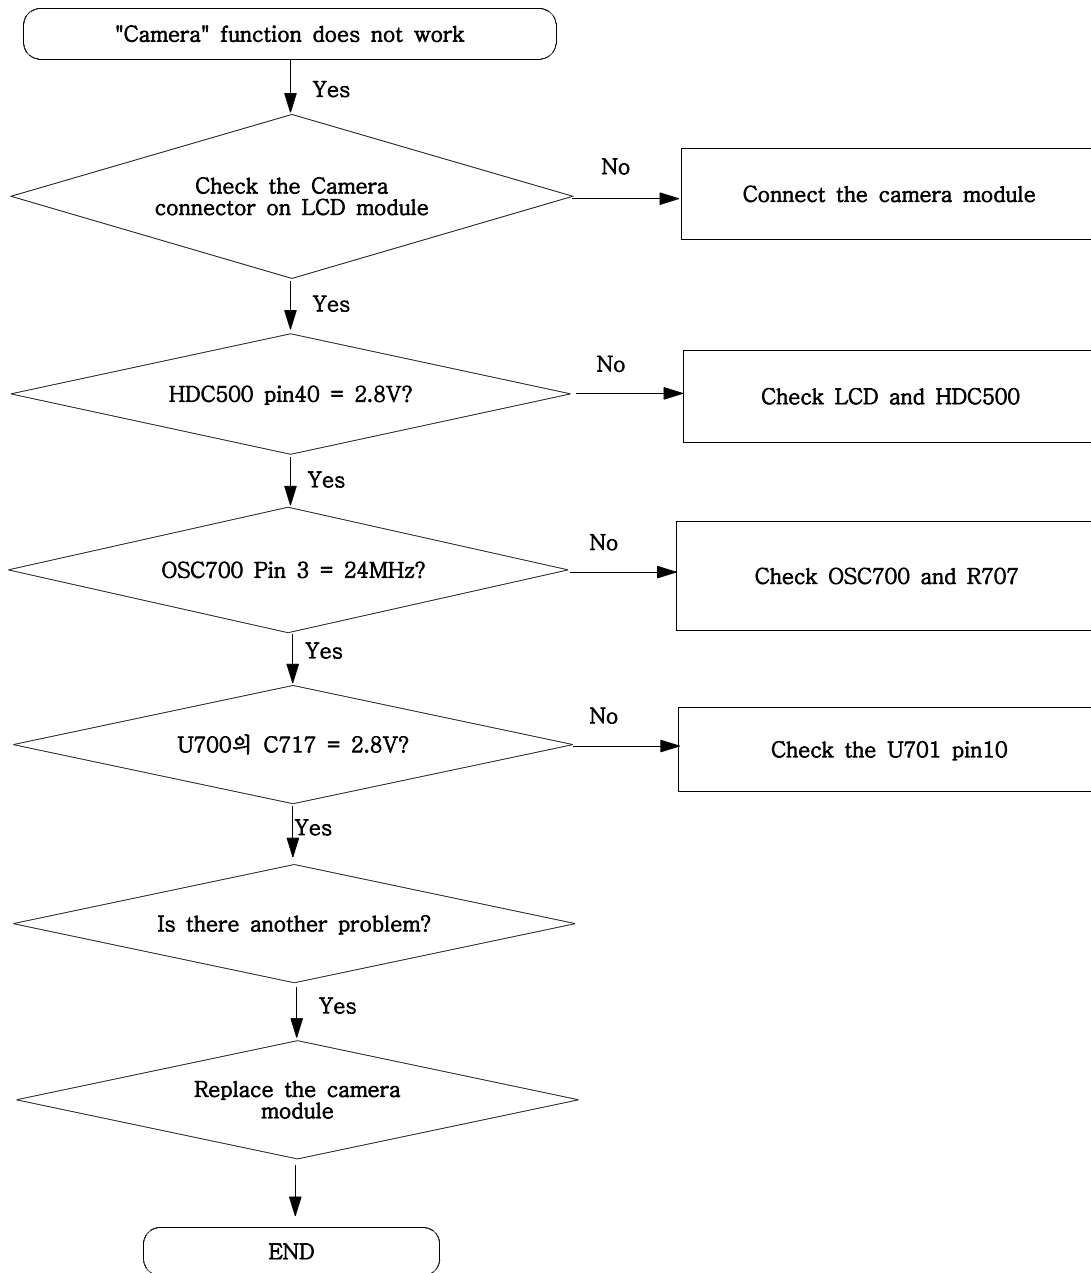 "Camera" function does not work
Yes
Check the Camera
connector on LCD module
No
Connect the camera module
Yes
HDC500 pin40 = 2.8V?
No
Check LCD and HDC500
Yes
OSC700 Pin 3 = 24MHz?
No
Check OSC700 and R707
Yes
U700의 C717 = 2.8V?
No
Check the U701 pin10
Yes
Is there another problem?
Yes
Replace the camera
module
END